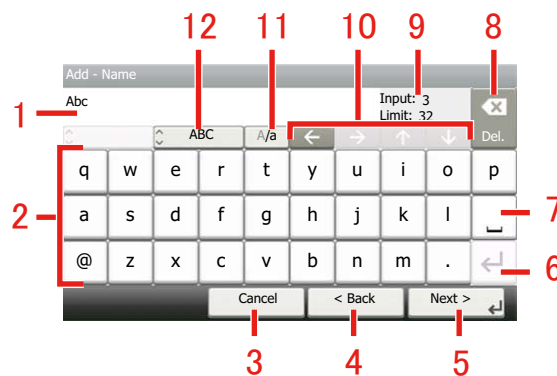 12 11 10 9 8
Add - Name
1 Abc Input: 3
Limit: 32
ABC A/a ← → ↑ ↓ Del.
2 q w e r t y u i o p
a s d f g h j k l 7
@ z x c v b n m . 6
Cancel < Back Next >
3 4 5